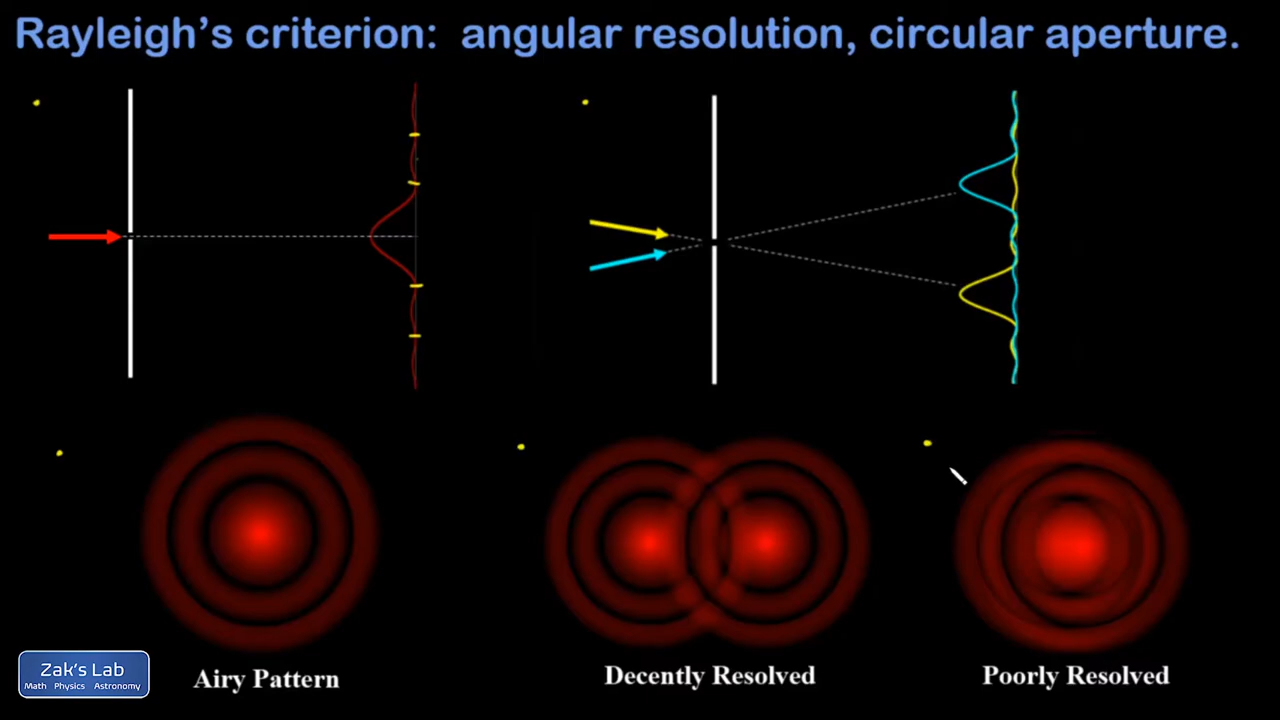 Rayleigh's criterion: angular resolution, circular aperture.
Airy Pattern
Decently Resolved
Poorly Resolved
Zak's Lab
Math Physics Astronomy